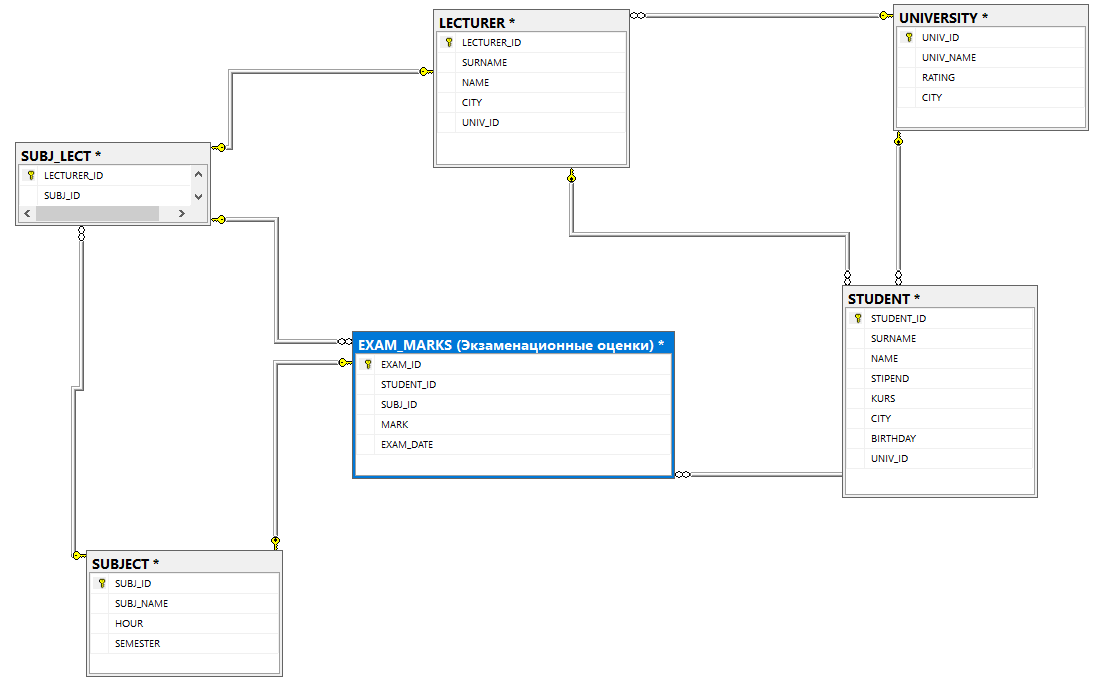 LECTURER *
LECTURER_ID
SURNAME
NAME
CITY
UNIV_ID
UNIVERSITY *
UNIV_ID
UNIV_NAME
RATING
CITY
SUBJ_LECT *
LECTURER_ID
SUBJ_ID
STUDENT *
STUDENT_ID
SURNAME
NAME
STIPEND
KURS
CITY
BIRTHDAY
UNIV_ID
EXAM_MARKS (Экзаменационные оценки) *
EXAM_ID
STUDENT_ID
SUBJ_ID
MARK
EXAM_DATE
SUBJECT *
SUBJ_ID
SUBJ_NAME
HOUR
SEMESTER